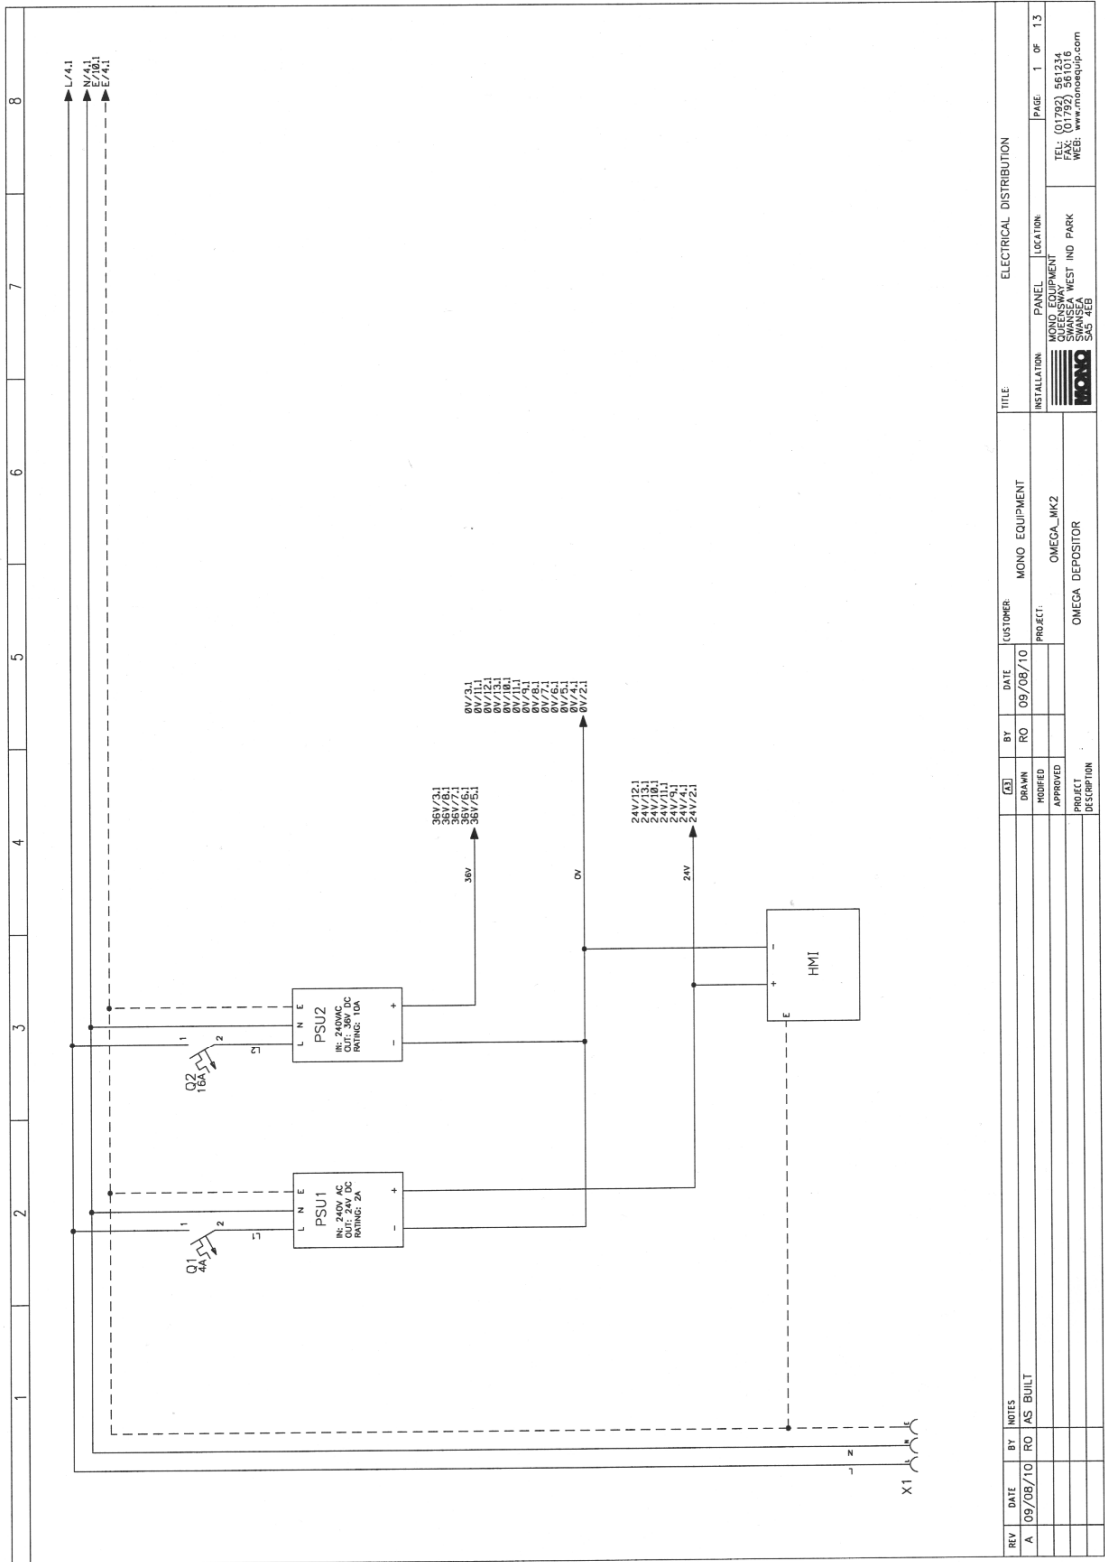 1
2
3
4
5
6
7
8
L/4.1
N/4.1
E/10.1
E/4.1
Q1
4A
1
2
L1
Q2
16A
1
2
L2
L N E
PSU1
IN: 240V AC
OUT: 24V DC
RATING: 2A
- +
L N E
PSU2
IN: 240VAC
OUT: 36V DC
RATING: 10A
- +
36V/3.1
36V/8.1
36V/7.1
36V/6.1
36V/5.1
36V
0V/3.1
0V/11.1
0V/12.1
0V/13.1
0V/10.1
0V/11.1
0V/9.1
0V/8.1
0V/7.1
0V/6.1
0V/5.1
0V/4.1
0V/2.1
0V
24V/12.1
24V/13.1
24V/10.1
24V/11.1
24V/9.1
24V/4.1
24V/2.1
24V
E + -
HMI
L
N
X1
L N E
REV DATE BY NOTES
A 09/08/10 RO AS BUILT
A3 BY DATE
DRAWN RO 09/08/10
MODIFIED
APPROVED
PROJECT
DESCRIPTION
CUSTOMER: MONO EQUIPMENT
PROJECT: OMEGA_MK2
OMEGA DEPOSITOR
TITLE: ELECTRICAL DISTRIBUTION
INSTALLATION: PANEL
LOCATION:
PAGE: 1 OF 13
MONO
MONO EQUIPMENT
QUEENSWAY
SWANSEA WEST IND PARK
SWANSEA
SA5 4EB
TEL: (01792) 561234
FAX: (01792) 561016
WEB: www.monoequip.com